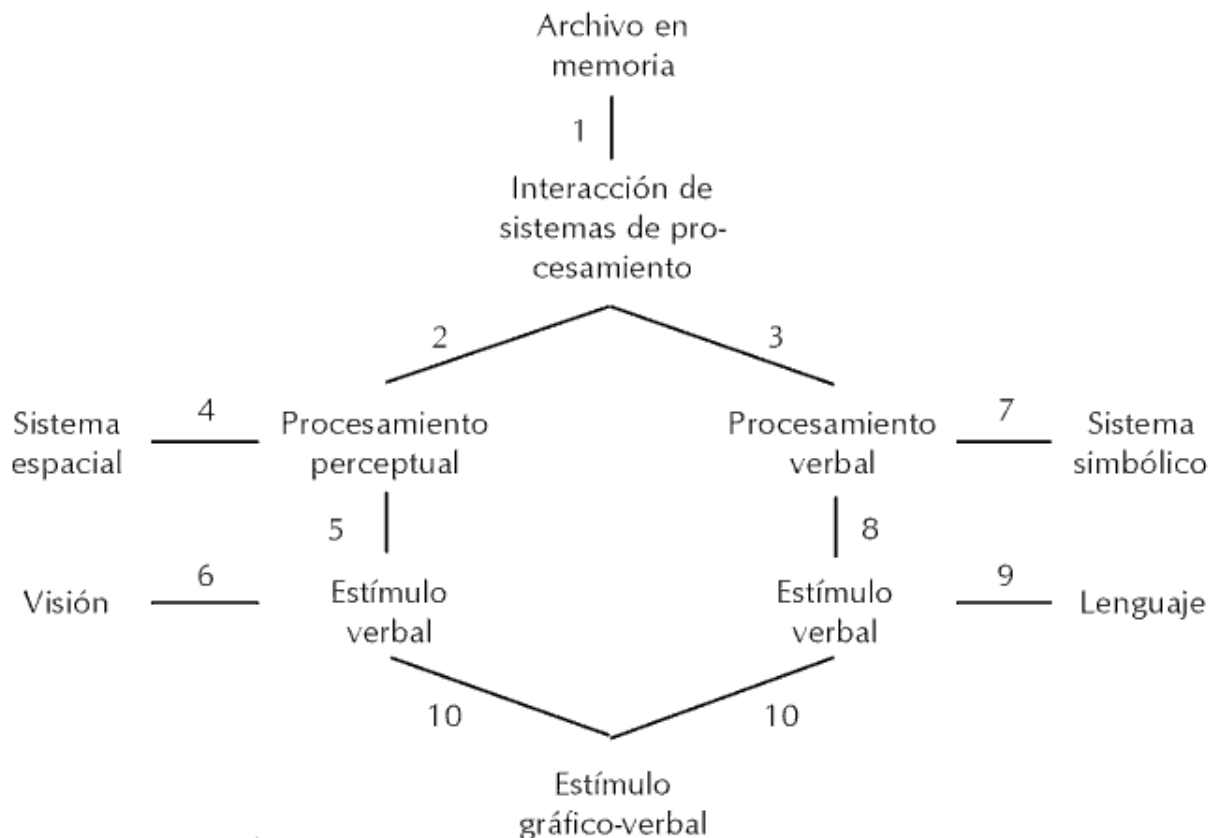 Archivo en
memoria
1
Interacción de
sistemas de pro-
cesamiento
2
3
Sistema
espacial
4
Procesamiento
perceptual
Procesamiento
verbal
7
Sistema
simbólico
5
8
Visión
6
Estímulo
verbal
Estímulo
verbal
9
Lenguaje
10
10
Estímulo
gráfico-verbal